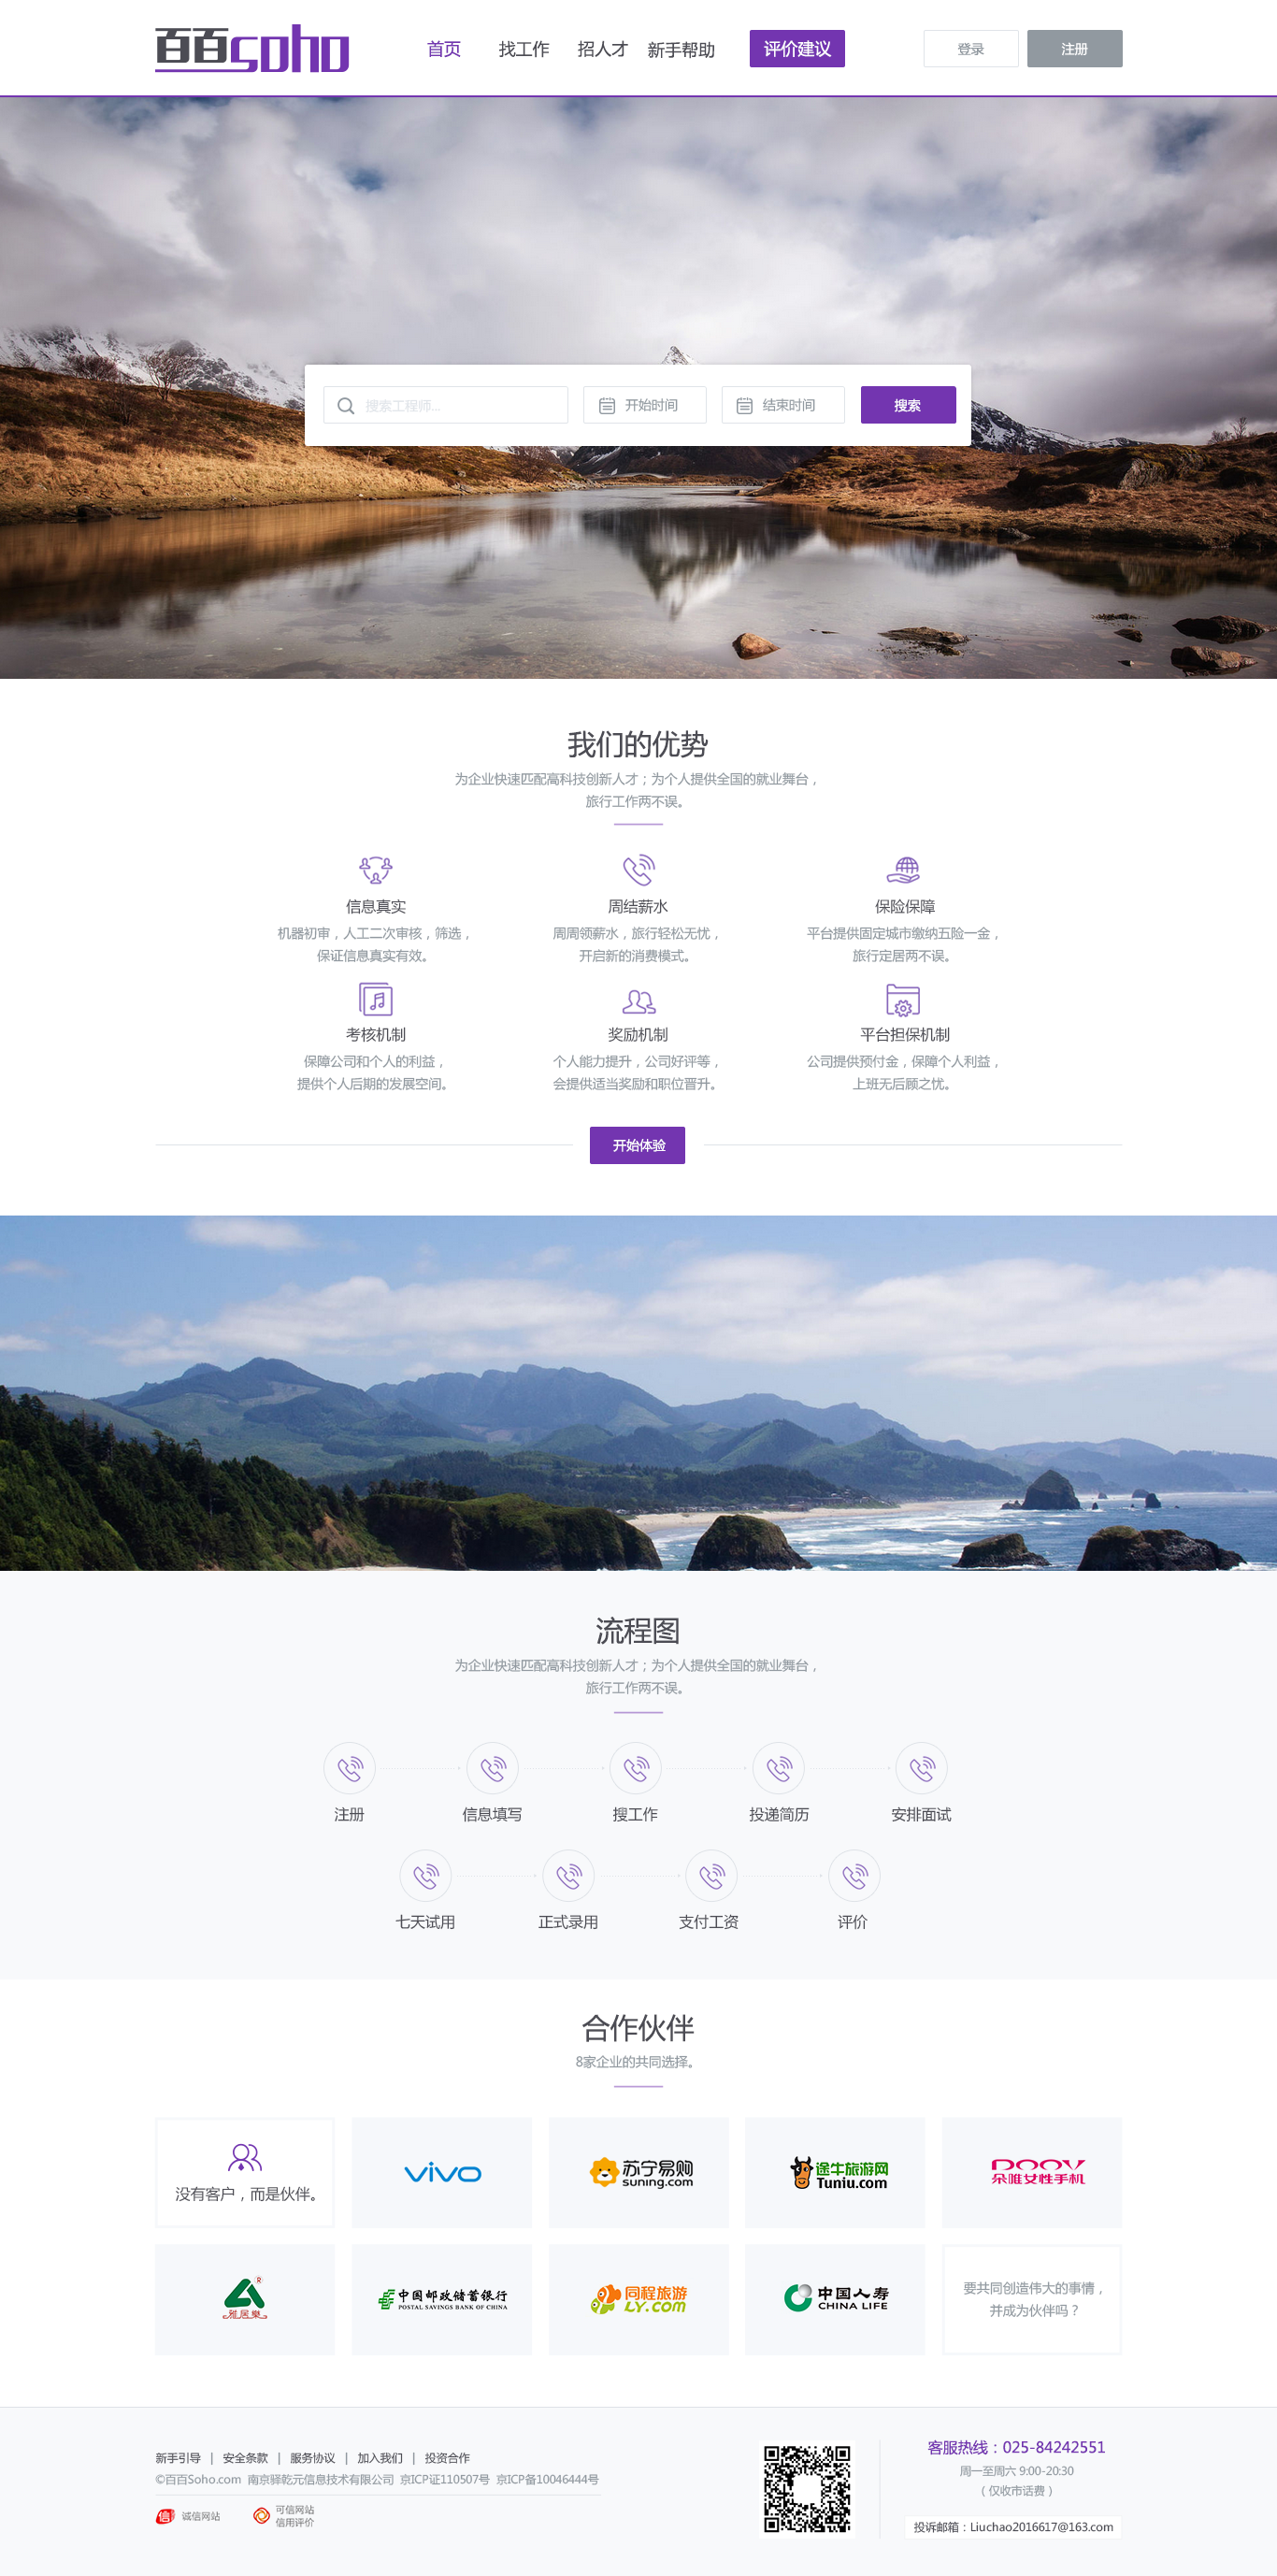 百百soho
首页 找工作 招人才 新手帮助 评价建议 登录 注册
搜索工程师... 开始时间 结束时间 搜索
我们的优势
为企业快速匹配高科技创新人才；为个人提供全国的就业舞台，
旅行工作两不误。
信息真实 周结薪水 保险保障
机器初审，人工二次审核，筛选， 周周领薪水，旅行轻松无忧， 平台提供固定城市缴纳五险一金，
保证信息真实有效。 开启新的消费模式。 旅行定居两不误。
考核机制 奖励机制 平台担保机制
保障公司和个人的利益， 个人能力提升，公司好评等， 公司提供预付金，保障个人利益，
提供个人后期的发展空间。 会提供适当奖励和职位晋升。 上班无后顾之忧。
开始体验
流程图
为企业快速匹配高科技创新人才；为个人提供全国的就业舞台，
旅行工作两不误。
注册 信息填写 搜工作 投递简历 安排面试
七天试用 正式录用 支付工资 评价
合作伙伴
8家企业的共同选择。
没有客户，而是伙伴。
vivo
苏宁易购
suning.com
途牛旅游网
Tuniu.com
DOOV
朵唯女性手机
雅居乐
中国邮政储蓄银行
POSTAL SAVINGS BANK OF CHINA
同程旅游
LY.com
中国人寿
CHINA LIFE
要共同创造伟大的事情，
并成为伙伴吗？
新手引导 | 安全条款 | 服务协议 | 加入我们 | 投资合作
©百百Soho.com 南京驿乾元信息技术有限公司 京ICP证110507号 京ICP备10046444号
信 诚信网站
可信网站
信用评价
客服热线：025-84242551
周一至周六 9:00-20:30
（仅收市话费）
投诉邮箱：Liuchao2016617@163.com